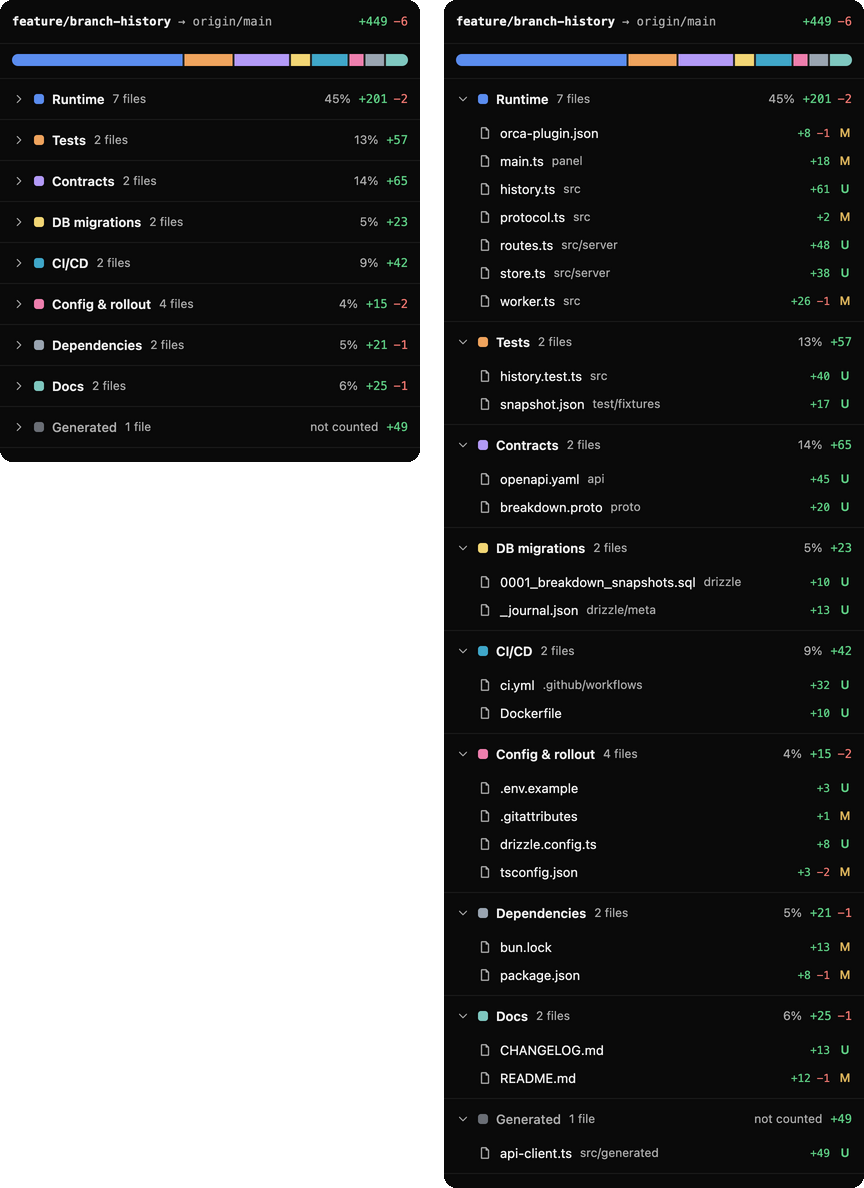 feature/branch-history → origin/main +449 −6
Runtime 7 files 45% +201 −2
Tests 2 files 13% +57
Contracts 2 files 14% +65
DB migrations 2 files 5% +23
CI/CD 2 files 9% +42
Config & rollout 4 files 4% +15 −2
Dependencies 2 files 5% +21 −1
Docs 2 files 6% +25 −1
Generated 1 file not counted +49
feature/branch-history → origin/main +449 −6
Runtime 7 files 45% +201 −2
orca-plugin.json +8 −1 M
main.ts panel +18 M
history.ts src +61 U
protocol.ts src +2 M
routes.ts src/server +48 U
store.ts src/server +38 U
worker.ts src +26 −1 M
Tests 2 files 13% +57
history.test.ts src +40 U
snapshot.json test/fixtures +17 U
Contracts 2 files 14% +65
openapi.yaml api +45 U
breakdown.proto proto +20 U
DB migrations 2 files 5% +23
0001_breakdown_snapshots.sql drizzle +10 U
_journal.json drizzle/meta +13 U
CI/CD 2 files 9% +42
ci.yml .github/workflows +32 U
Dockerfile +10 U
Config & rollout 4 files 4% +15 −2
.env.example +3 U
.gitattributes +1 M
drizzle.config.ts +8 U
tsconfig.json +3 −2 M
Dependencies 2 files 5% +21 −1
bun.lock +13 M
package.json +8 −1 M
Docs 2 files 6% +25 −1
CHANGELOG.md +13 U
README.md +12 −1 M
Generated 1 file not counted +49
api-client.ts src/generated +49 U